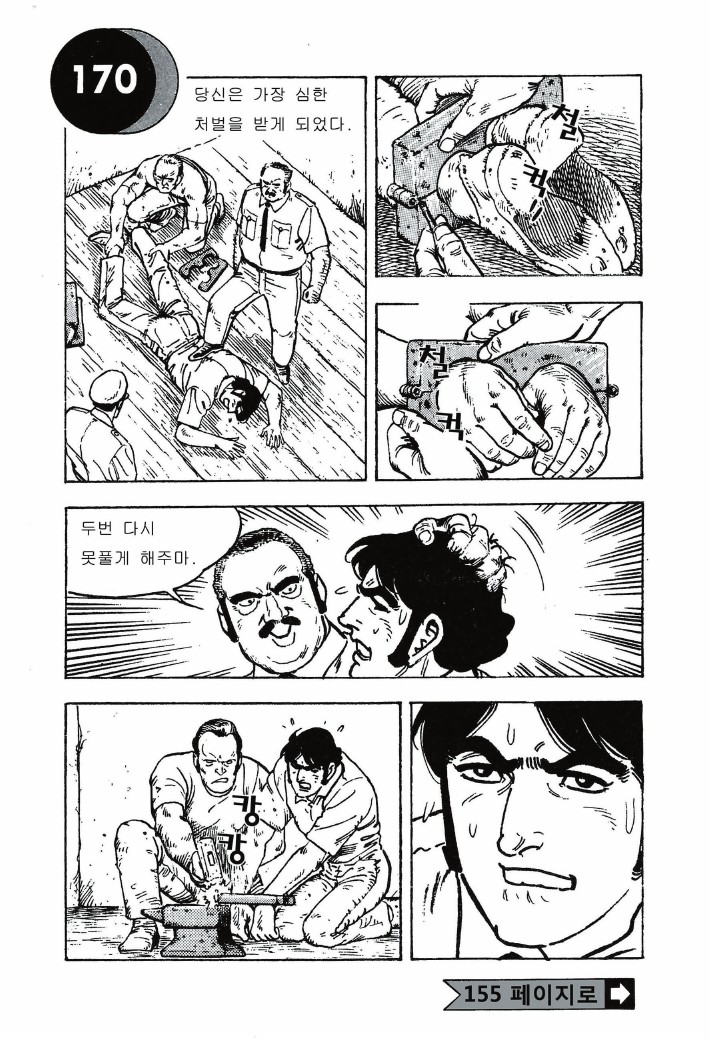 170
당신은 가장 심한
처벌을 받게 되었다.
철
컥
철
컥
두번 다시
못풀게 해주마.
캉
캉
155 페이지로